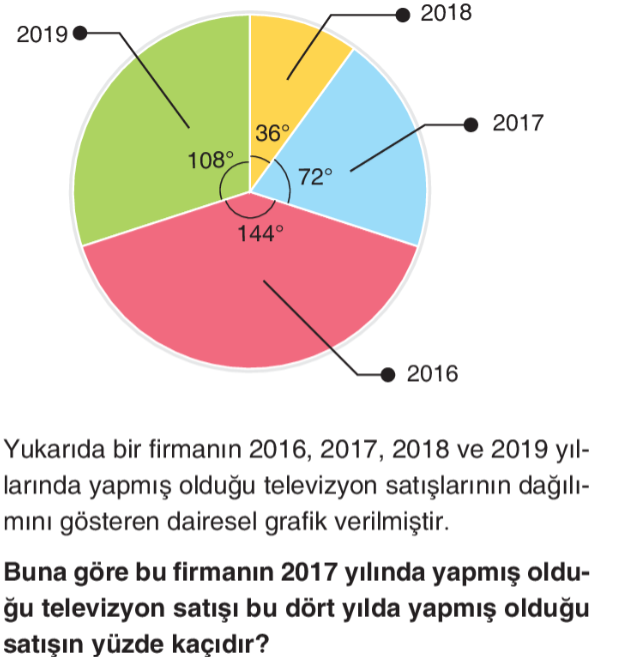 2018
2019
2017
36°
108°
72°
144°
2016
Yukarıda bir firmanın 2016, 2017, 2018 ve 2019 yıl-
larında yapmış olduğu televizyon satışlarının dağılı-
mını gösteren dairesel grafik verilmiştir.
Buna göre bu firmanın 2017 yılında yapmış oldu-
ğu televizyon satışı bu dört yılda yapmış olduğu
satışın yüzde kaçıdır?